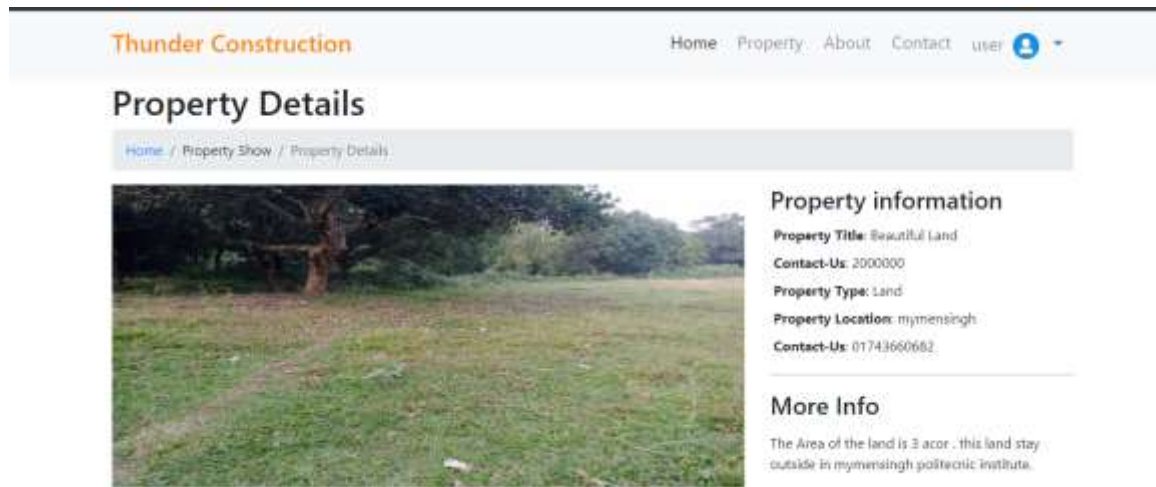 Thunder Construction
Home Property About Contact user
Property Details
Home / Property Show / Property Details
Property information
Property Title: Beautiful Land
Contact-Us: 2000000
Property Type: Land
Property Location: mymensingh
Contact-Us: 01743660682
More Info
The Area of the land is 3 acor . this land stay
outside in mymensingh politecnic institute.